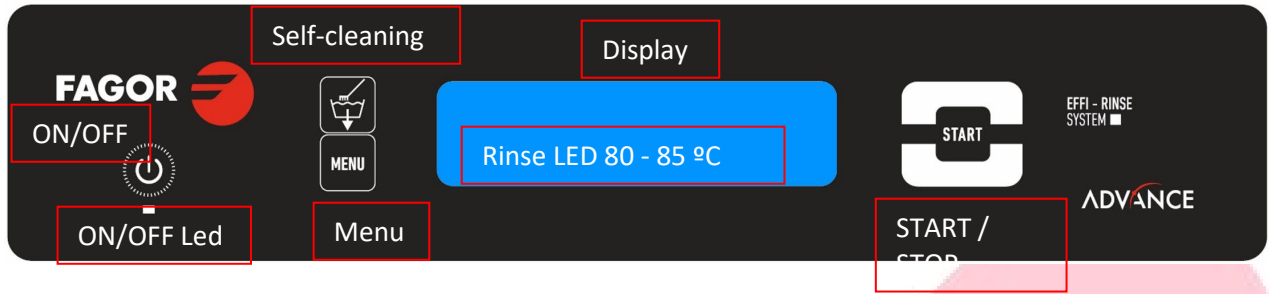 Self-cleaning
Display
FAGOR
ON/OFF
START
EFFI - RINSE
SYSTEM
MENU
Rinse LED 80 - 85 ºC
ADVANCE
ON/OFF Led
Menu
START /
STOP